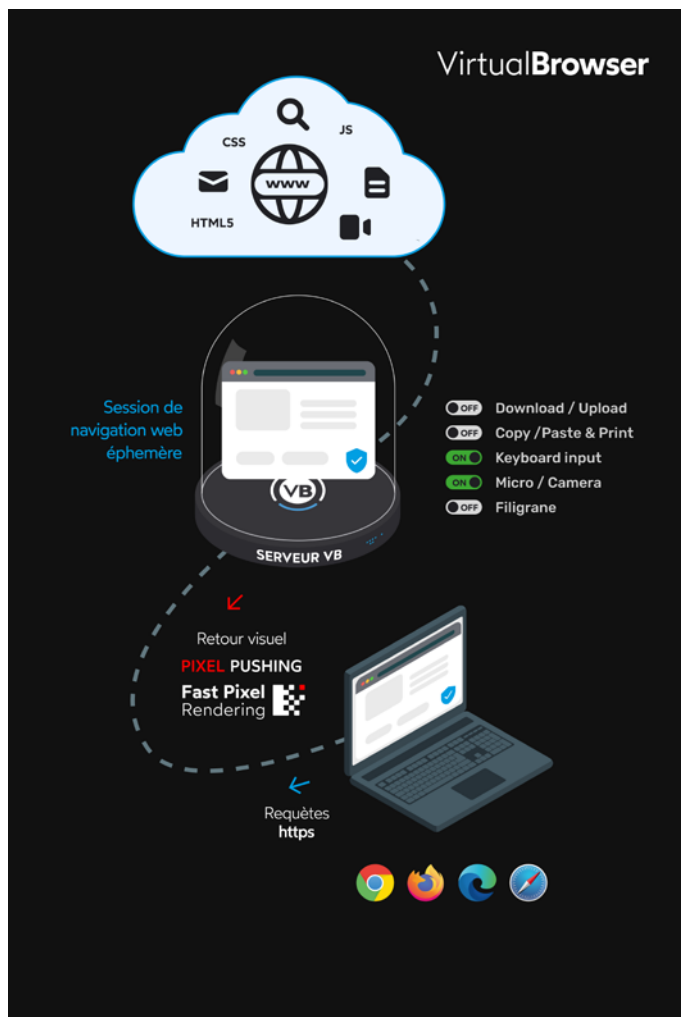 VirtualBrowser
CSS
JS
www
HTML5
Session de
navigation web
éphemère
OFF Download / Upload
OFF Copy /Paste & Print
ON Keyboard input
ON Micro / Camera
OFF Filigrane
VB
SERVEUR VB
Retour visuel
PIXEL PUSHING
Fast Pixel
Rendering
Requètes
https